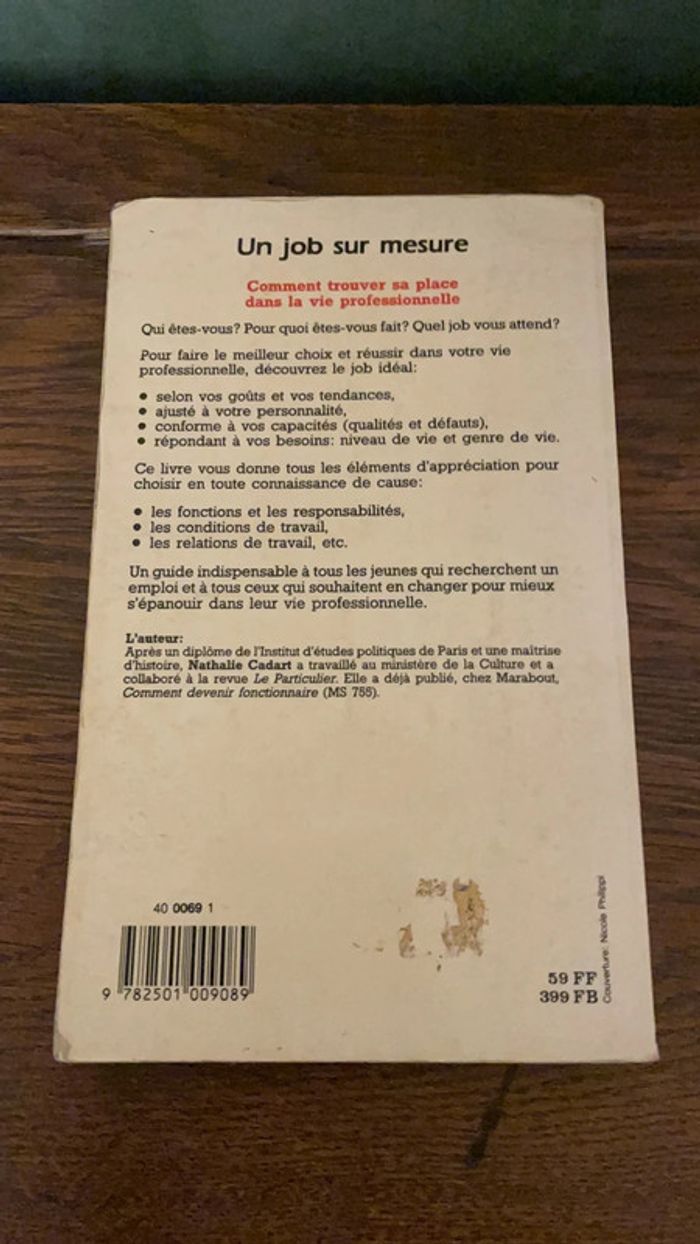 Un job sur mesure
Comment trouver sa place
dans la vie professionnelle
Qui êtes-vous? Pour quoi êtes-vous fait? Quel job vous attend?
Pour faire le meilleur choix et réussir dans votre vie
professionnelle, découvrez le job idéal:
• selon vos goûts et vos tendances,
• ajusté à votre personnalité,
• conforme à vos capacités (qualités et défauts),
• répondant à vos besoins: niveau de vie et genre de vie.
Ce livre vous donne tous les éléments d'appréciation pour
choisir en toute connaissance de cause:
• les fonctions et les responsabilités,
• les conditions de travail,
• les relations de travail, etc.
Un guide indispensable à tous les jeunes qui recherchent un
emploi et à tous ceux qui souhaitent en changer pour mieux
s'épanouir dans leur vie professionnelle.
L'auteur:
Après un diplôme de l'Institut d'études politiques de Paris et une maîtrise
d'histoire, Nathalie Cadart a travaillé au ministère de la Culture et a
collaboré à la revue Le Particulier. Elle a déjà publié, chez Marabout,
Comment devenir fonctionnaire (MS 755).
40 0069 1
9 782501 009089
59 FF
399 FB
Couverture: Nicole Philippi